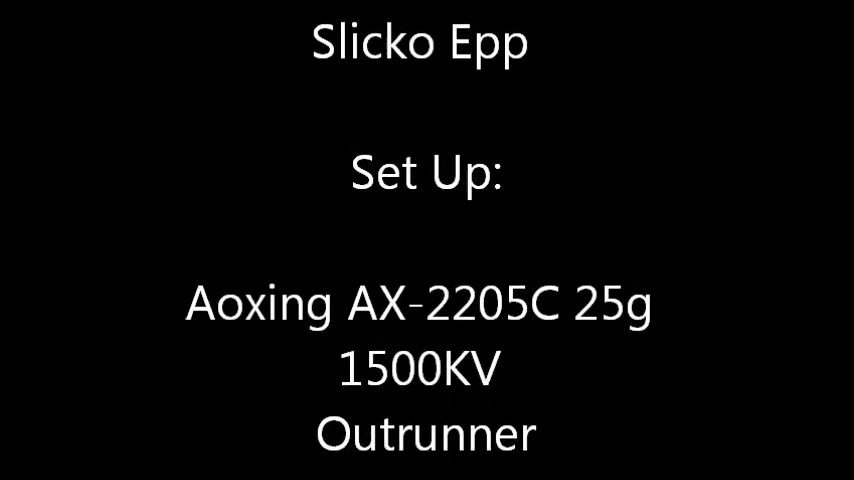 Slicko Epp
Set Up:
Aoxing AX-2205C 25g
1500KV
Outrunner